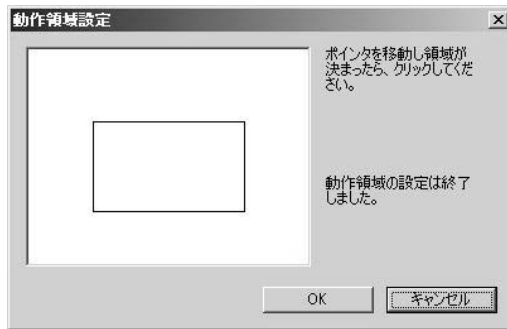 動作領域設定
ポインタを移動し領域が
決まったら、クリックしてくだ
さい。
動作領域の設定は終了
しました。
OK
キャンセル